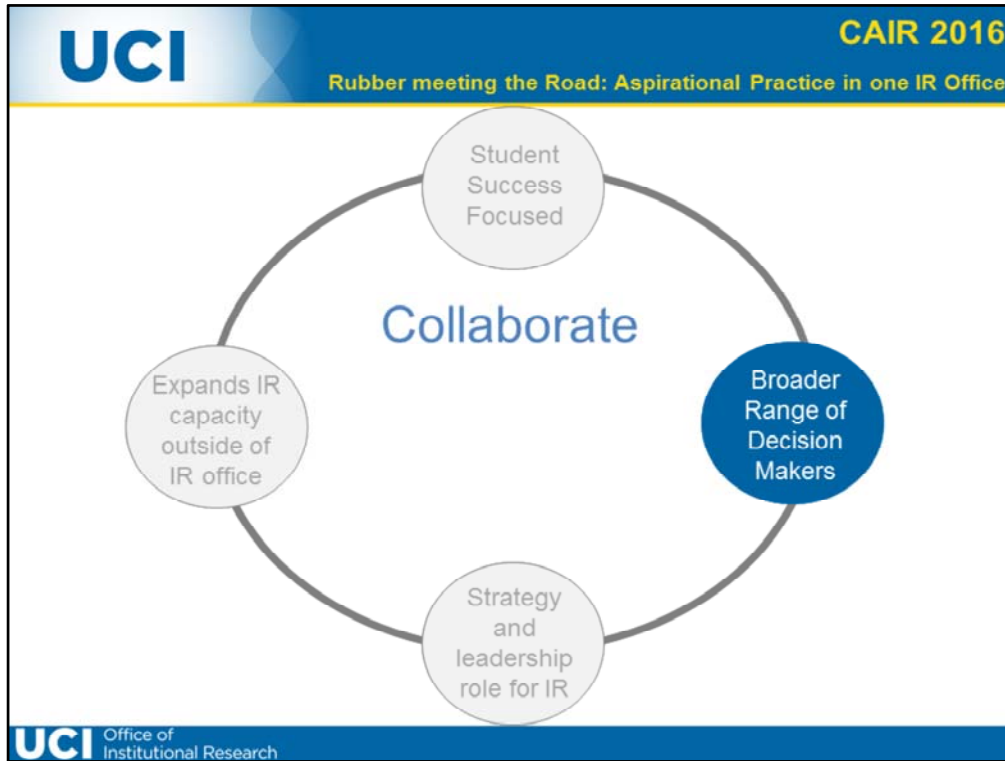 UCI
CAIR 2016
Rubber meeting the Road: Aspirational Practice in one IR Office
Student
Success
Focused
Collaborate
Expands IR
capacity
outside of
IR office
Broader
Range of
Decision
Makers
Strategy
and
leadership
role for IR
UCI
Office of
Institutional Research